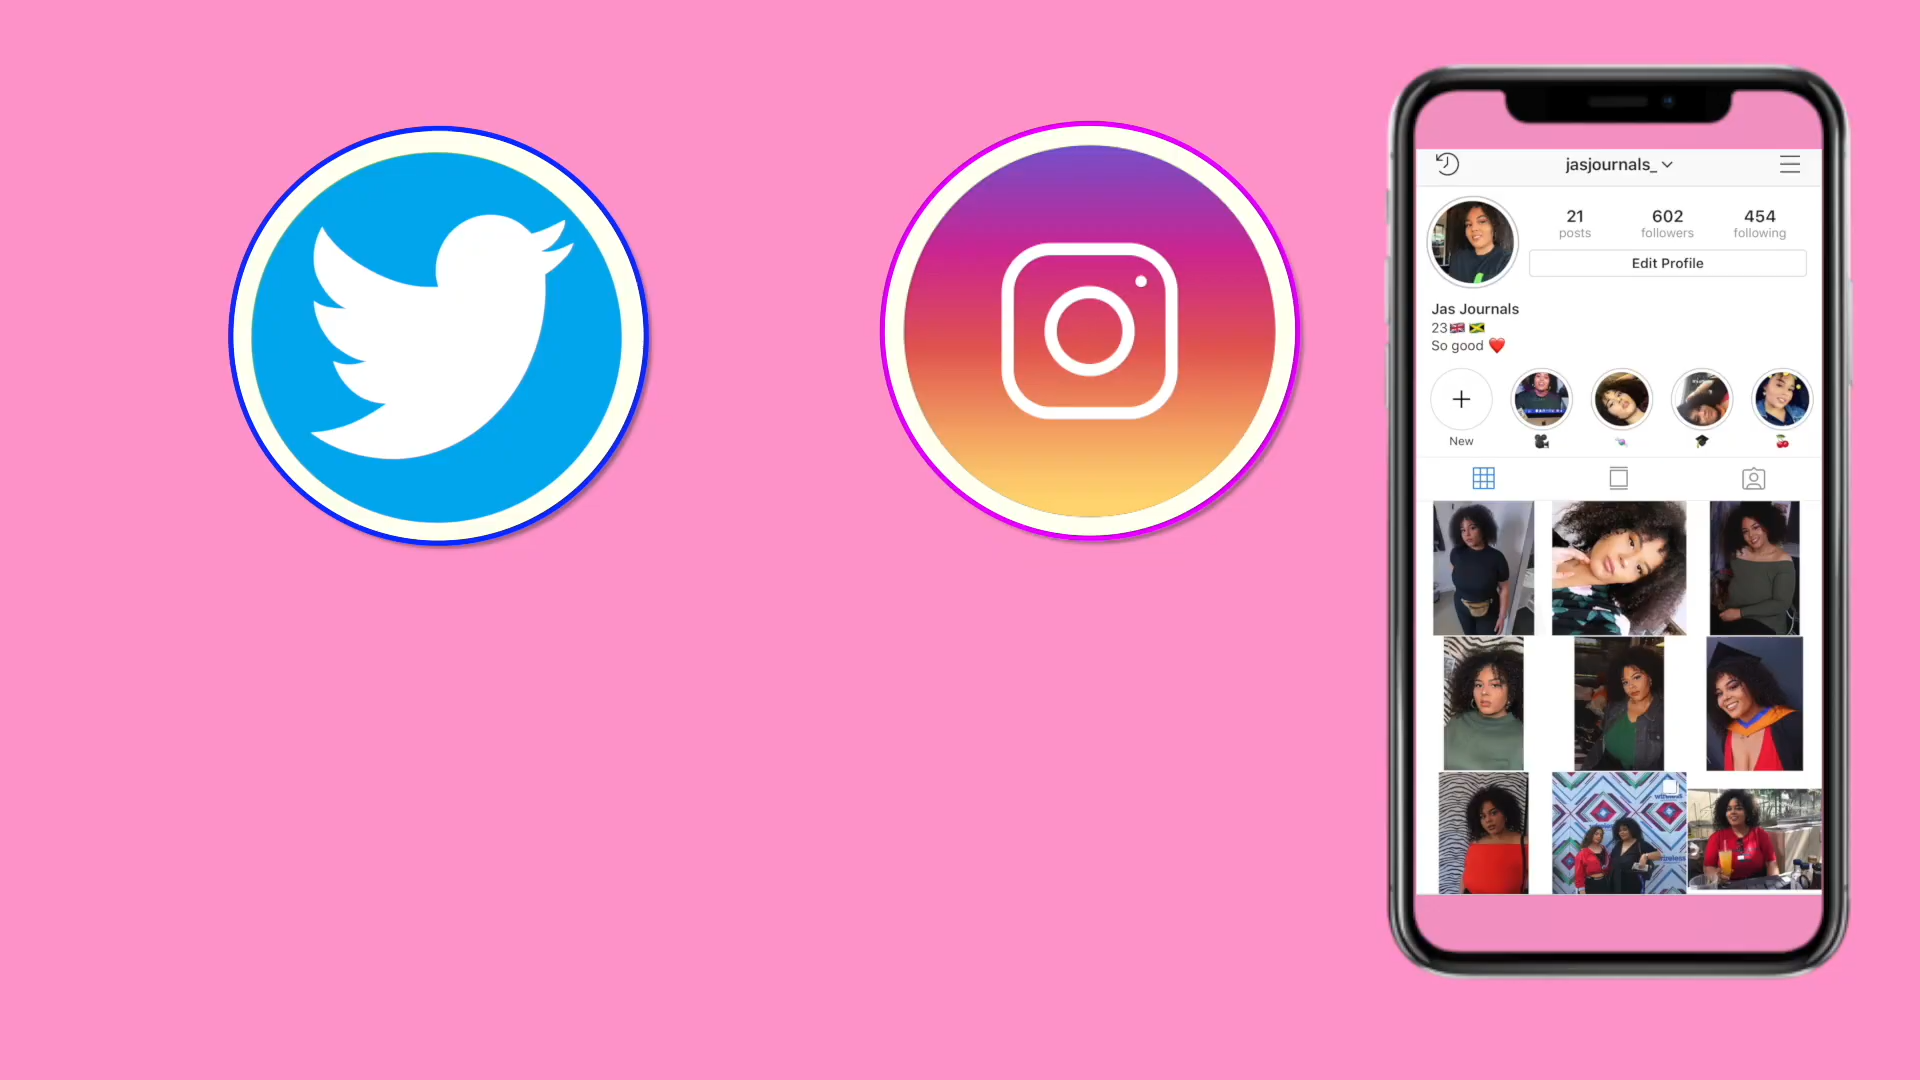 jasjournals_
21 602 454
posts followers following
Edit Profile
Jas Journals
23🇬🇧🇯🇲
So good ❤️
New